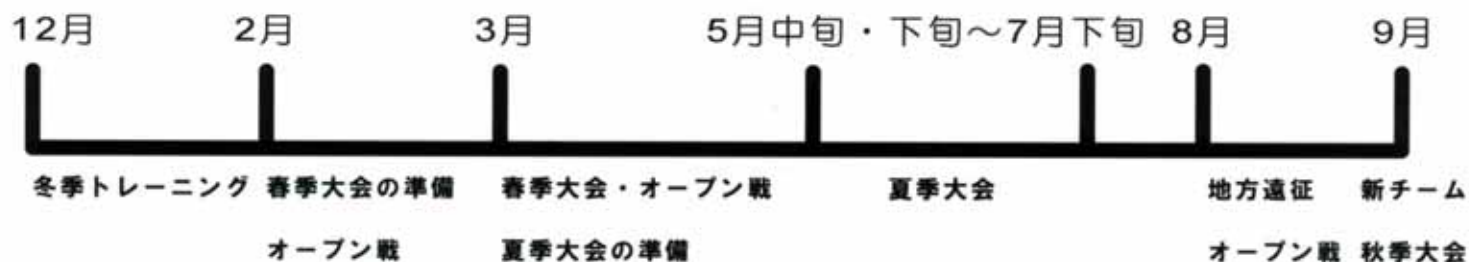 12月 2月 3月 5月中旬・下旬～7月下旬 8月 9月
冬季トレーニング 春季大会の準備 春季大会・オープン戦 夏季大会 地方遠征 新チーム
オープン戦 夏季大会の準備 オープン戦 秋季大会